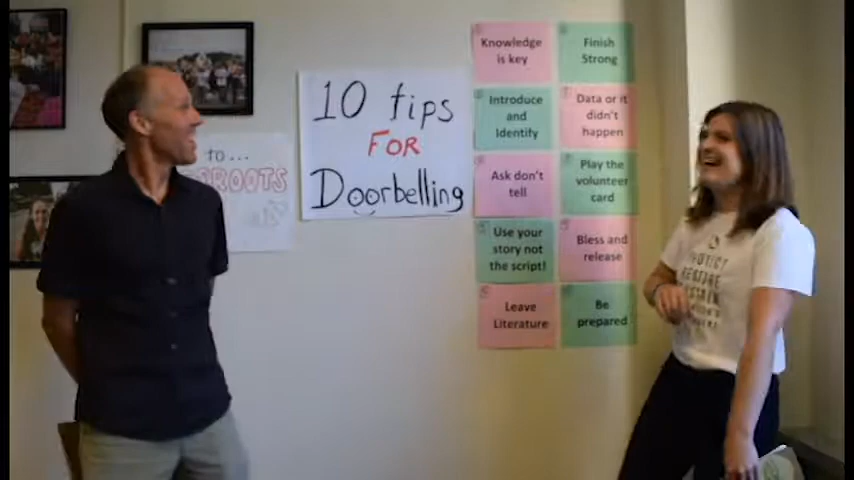 10 tips
FOR
Doorbelling
to...
ROOTS
Knowledge
is key
Finish
Strong
Introduce
and
Identify
Data or it
didn't
happen
Ask don't
tell
Play the
volunteer
card
Use your
story not
the script!
Bless and
release
Leave
Literature
Be
prepared
RESTORE